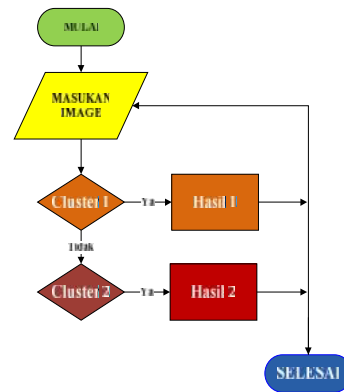 MULAI
MASUKAN
IMAGE
Cluster 1
Ya
Hasil 1
Tidak
Cluster 2
Ya
Hasil 2
SELESAI